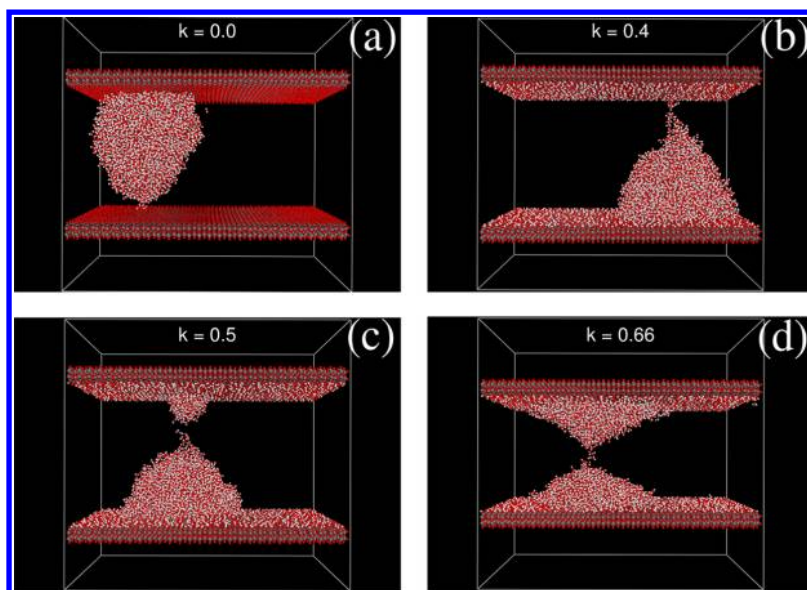 k = 0.0 (a)
k = 0.4 (b)
k = 0.5 (c)
k = 0.66 (d)